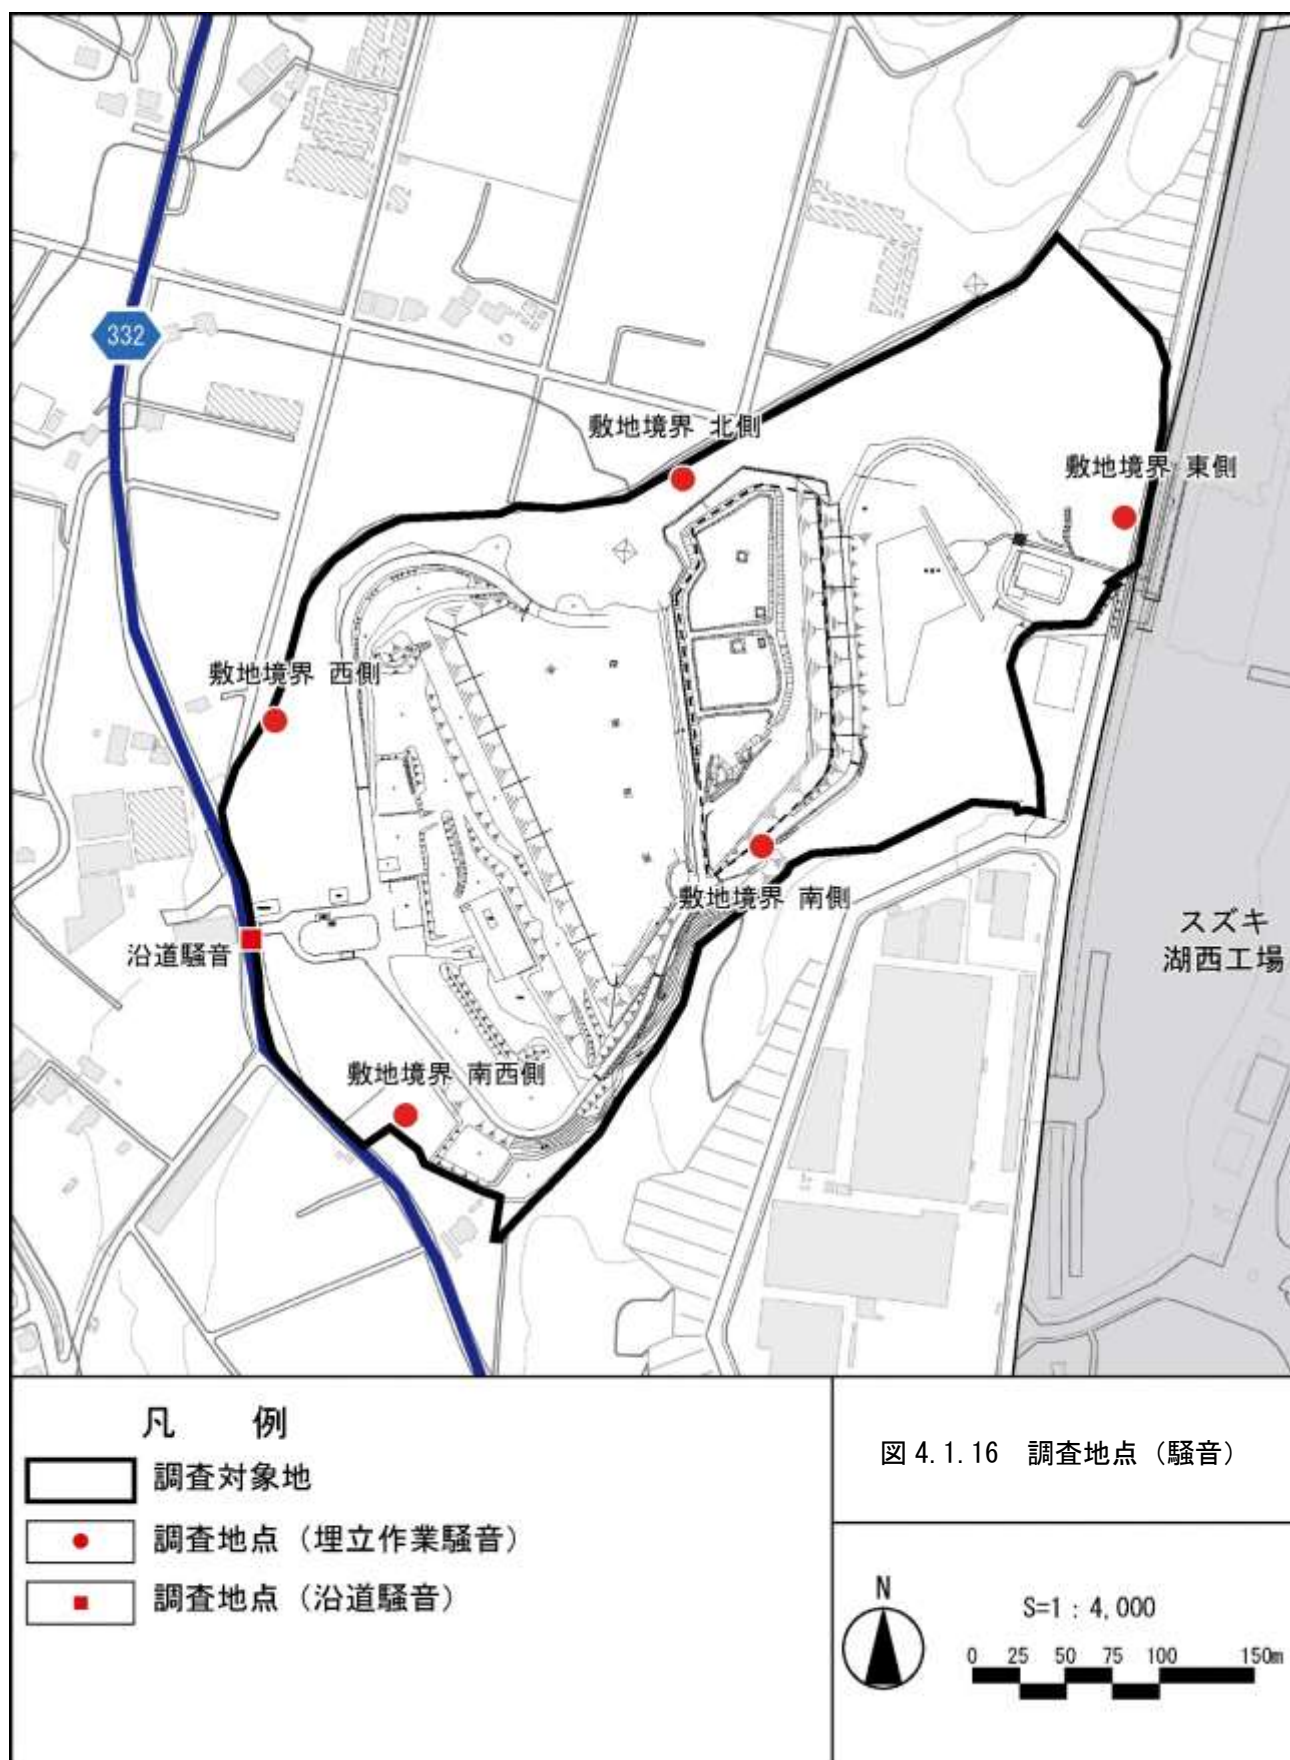 332
敷地境界 北側
敷地境界 東側
敷地境界 西側
敷地境界 南側
スズキ
湖西工場
沿道騒音
敷地境界 南西側
凡 例
調査対象地
調査地点（埋立作業騒音）
調査地点（沿道騒音）
図 4.1.16 調査地点（騒音）
N
S=1 : 4,000
0 25 50 75 100 150m